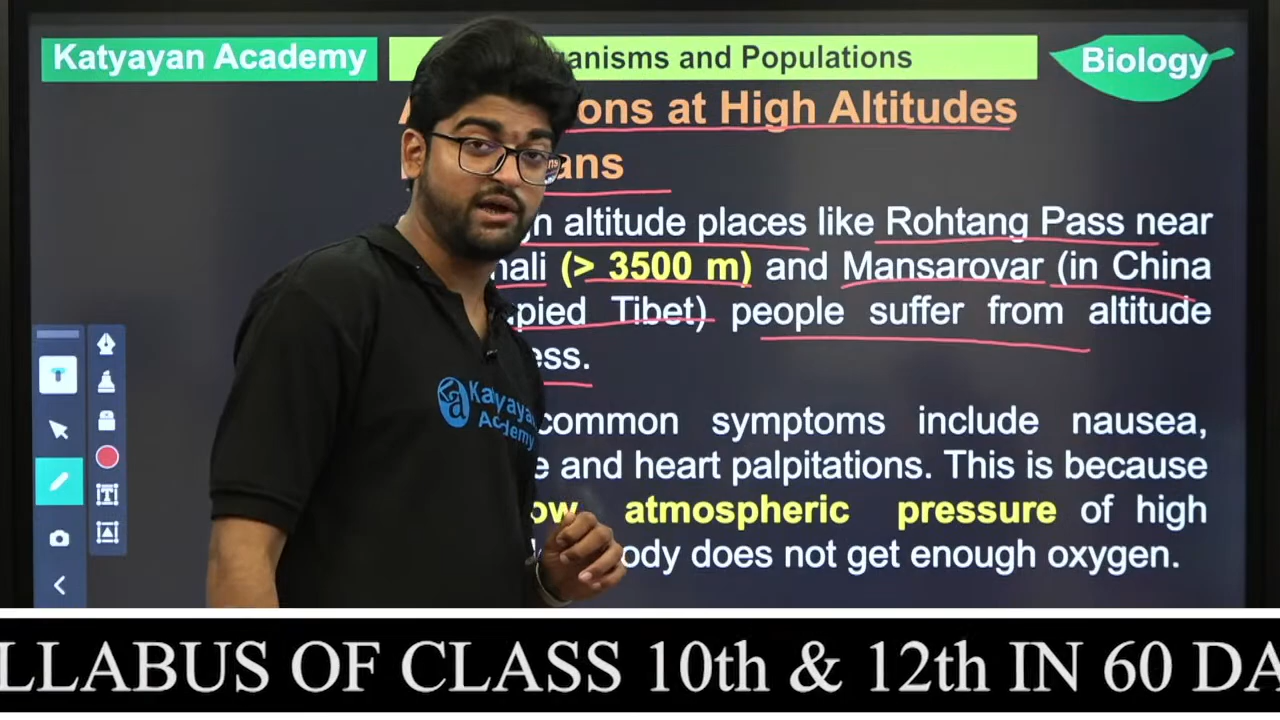 Katyayan Academy
anisms and Populations
Biology
ons at High Altitudes
ans
gh altitude places like Rohtang Pass near
nali (> 3500 m) and Mansarovar (in China
pied Tibet) people suffer from altitude
ess.
common symptoms include nausea,
e and heart palpitations. This is because
ow atmospheric pressure of high
body does not get enough oxygen.
Katyayan
Academy
LLABUS OF CLASS 10th & 12th IN 60 DA